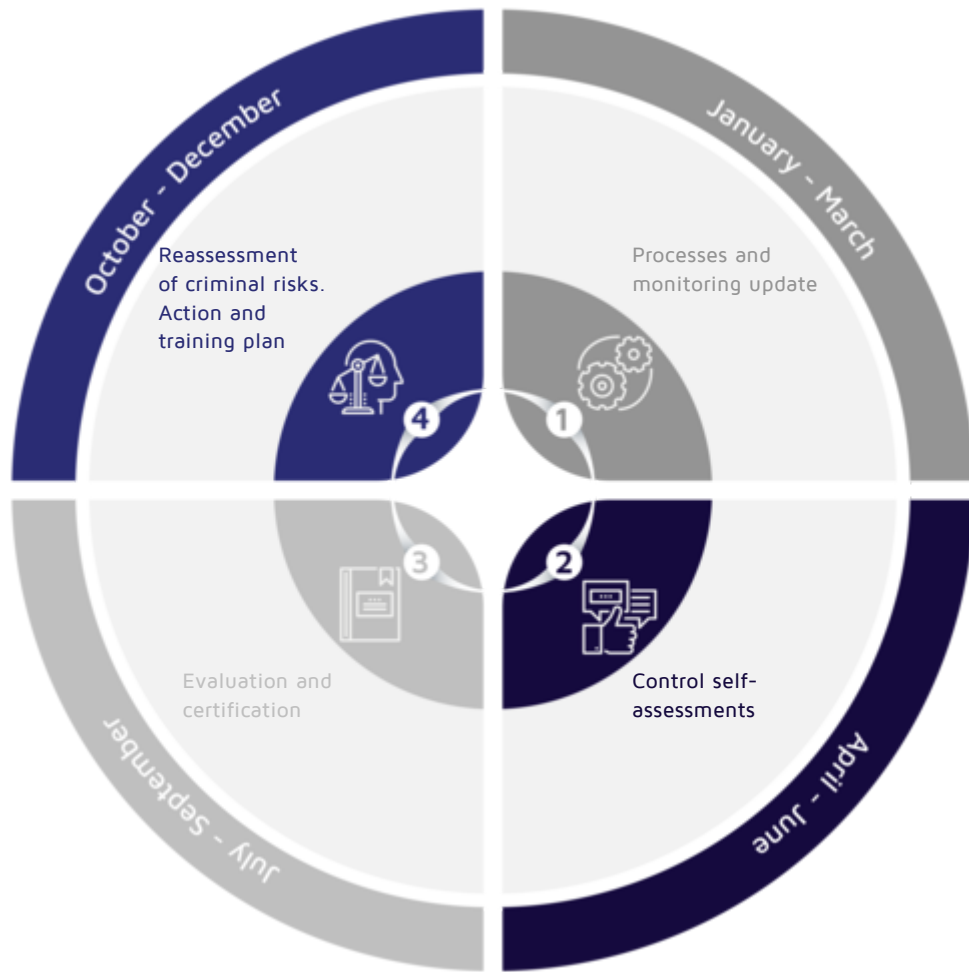 January - March
Processes and
monitoring update
1
April - June
Control self-
assessments
2
July - September
Evaluation and
certification
3
October - December
Reassessment
of criminal risks.
Action and
training plan
4